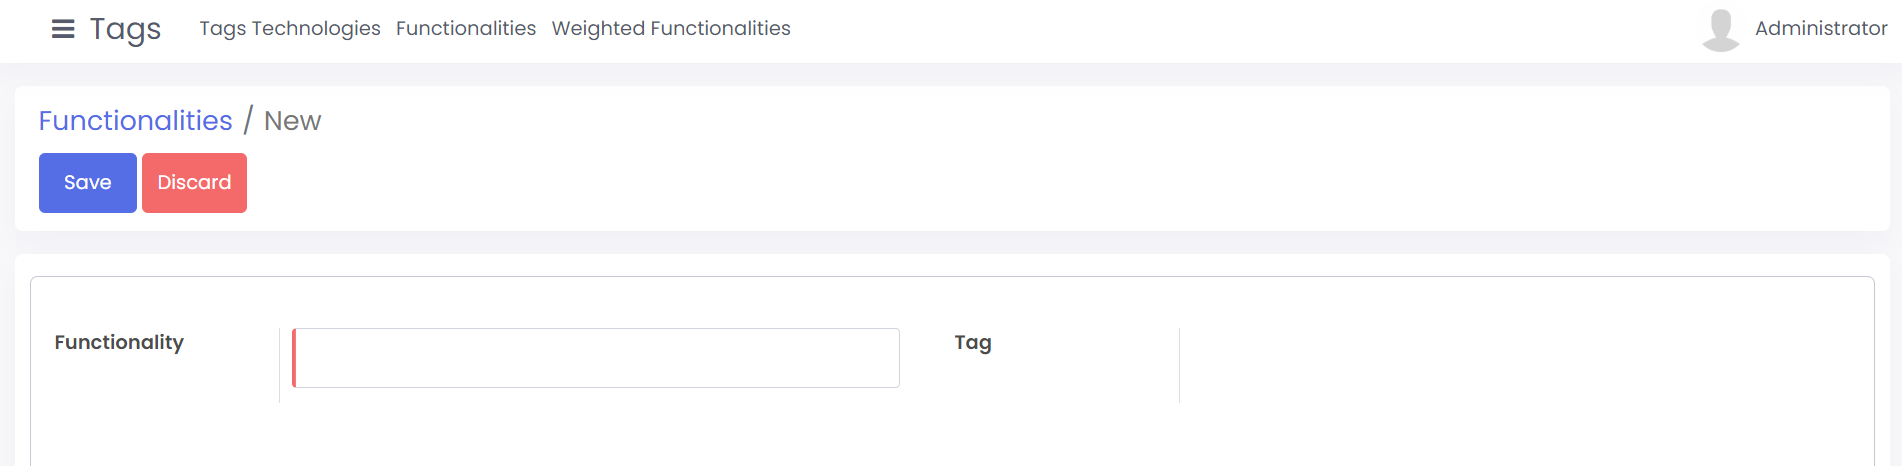 Tags Tags Technologies Functionalities Weighted Functionalities Administrator
Functionalities / New
Save Discard
Functionality Tag